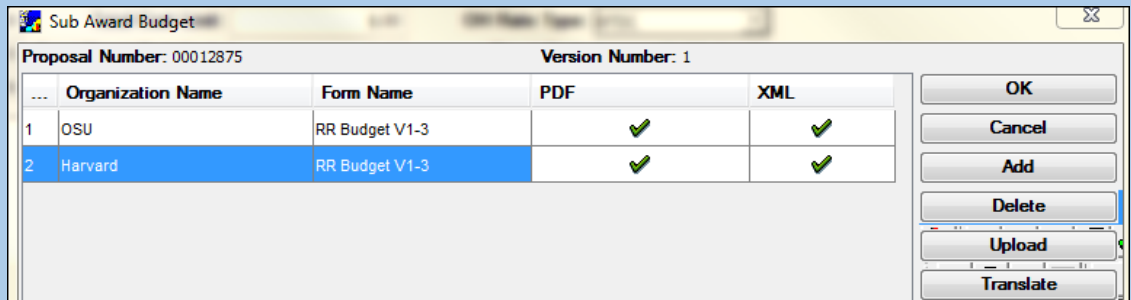 Sub Award Budget
Proposal Number: 00012875 Version Number: 1
... Organization Name Form Name PDF XML
1 OSU RR Budget V1-3
2 Harvard RR Budget V1-3
OK
Cancel
Add
Delete
Upload
Translate